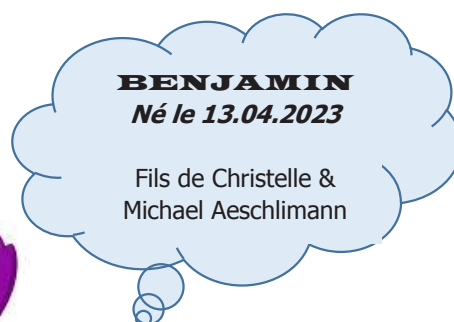 BENJAMIN
Né le 13.04.2023
Fils de Christelle &
Michael Aeschlimann